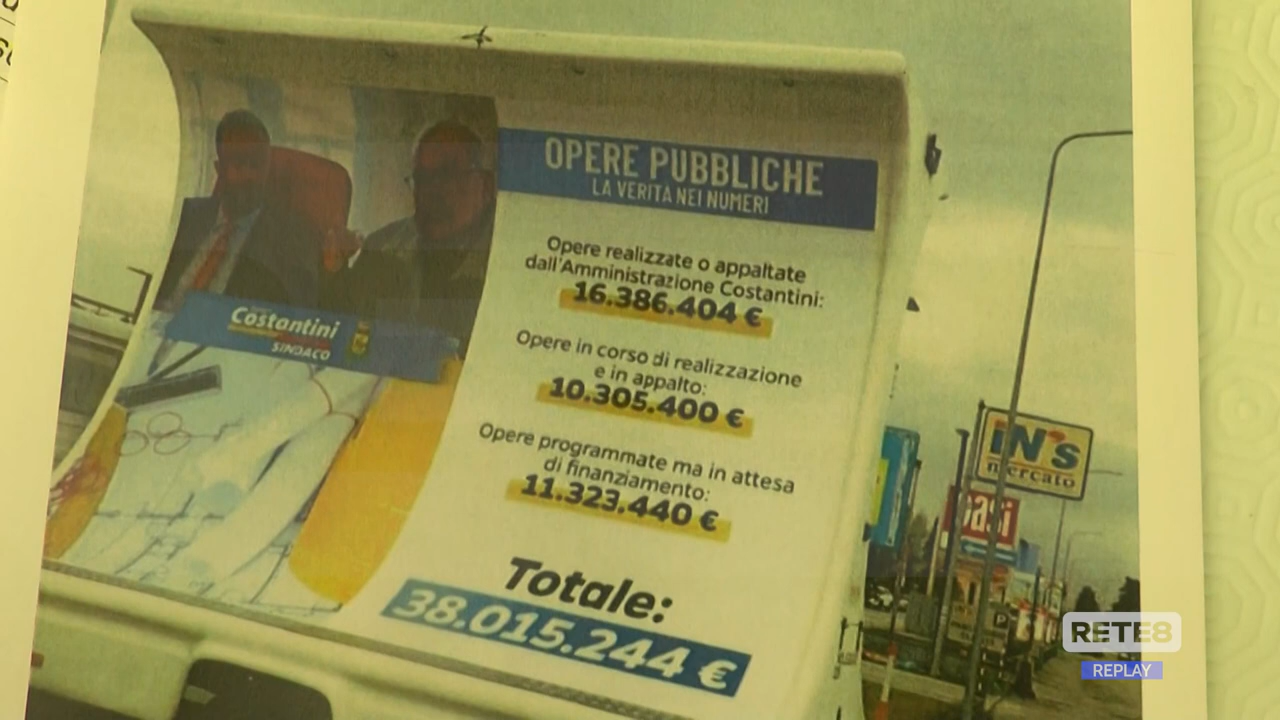 OPERE PUBBLICHE
LA VERITÀ NEI NUMERI
Opere realizzate o appaltate
dall'Amministrazione Costantini:
16.386.404 €
Opere in corso di realizzazione
e in appalto:
10.305.400 €
Opere programmate ma in attesa
di finanziamento:
11.323.440 €
Totale:
38.015.244 €
Costantini
SINDACO
iN's
mercato
RETE8
REPLAY